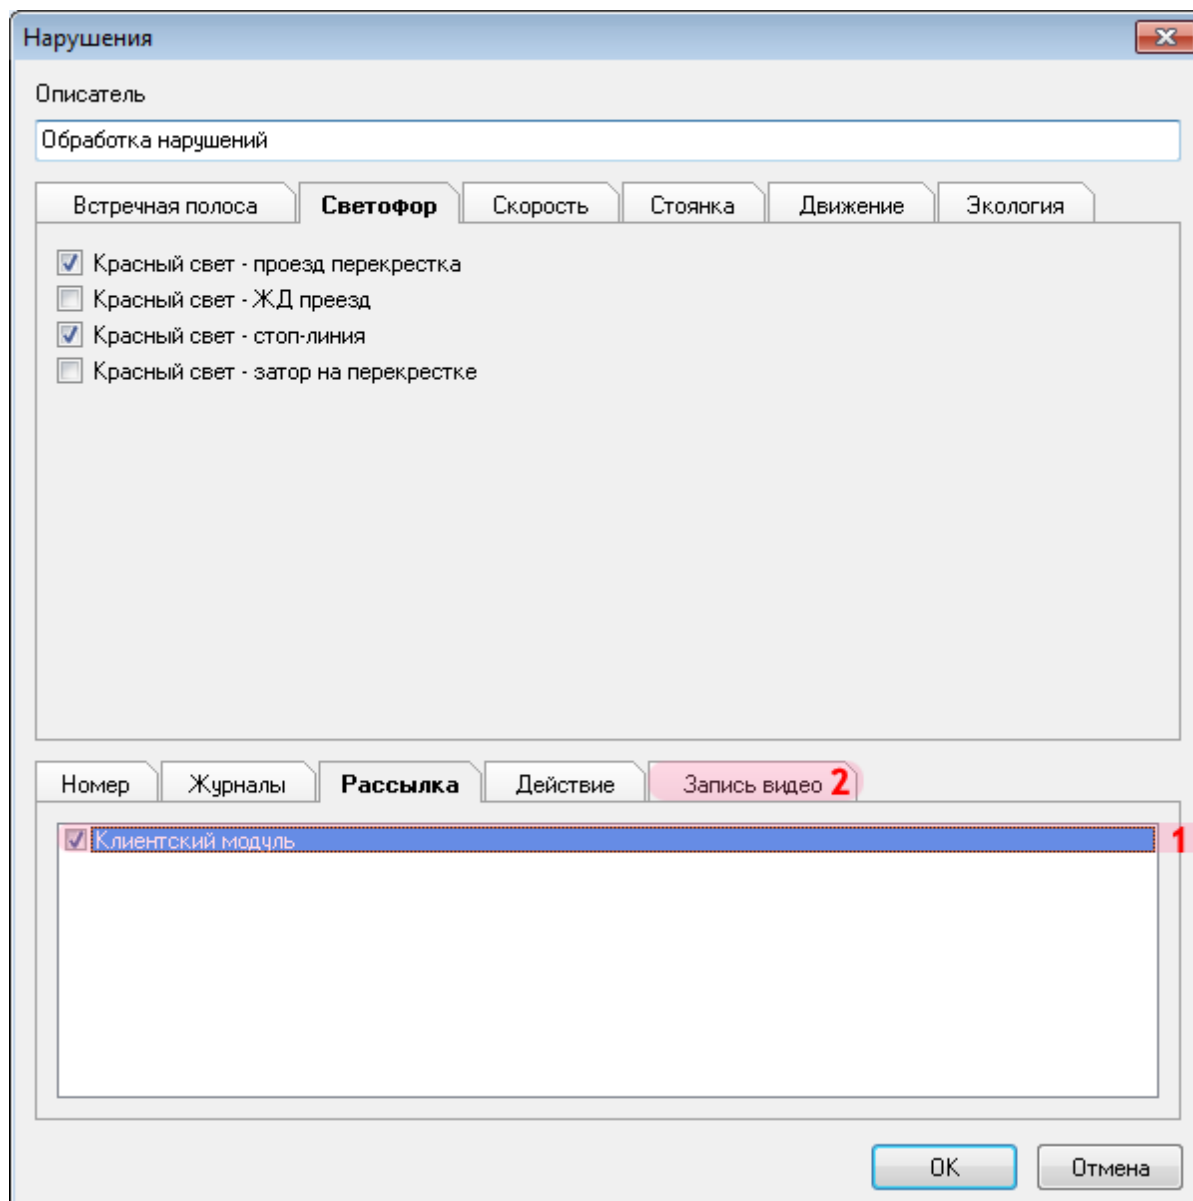 Нарушения
Описатель
Обработка нарушений
Встречная полоса Светофор Скорость Стоянка Движение Экология
Красный свет - проезд перекрестка
Красный свет - ЖД преезд
Красный свет - стоп-линия
Красный свет - затор на перекрестке
Номер Журналы Рассылка Действие Запись видео 2
Клиентский модуль 1
OK Отмена